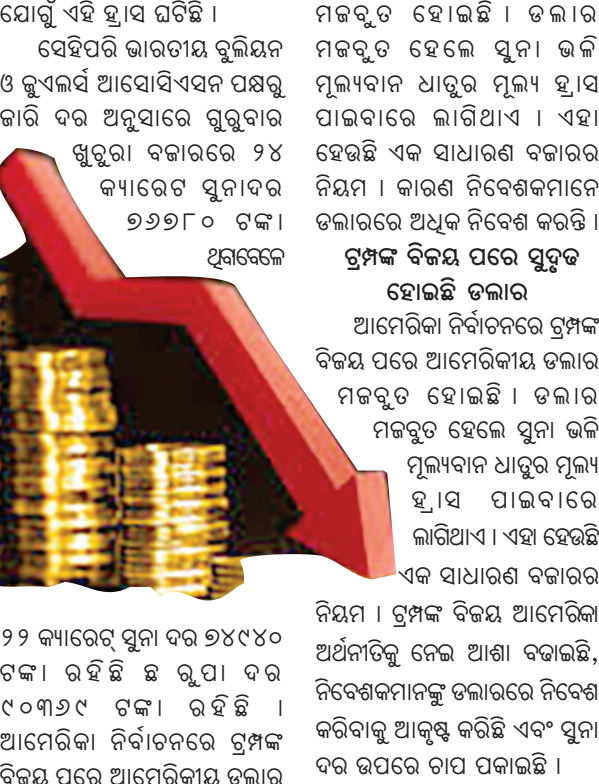 ଯୋଗୁଁ ଏହି ହ୍ରାସ ଘଟିଛି ।
ସେହିପରି ଭାରତୀୟ ବୁଲିୟନ
ଓ ଜୁଏଲର୍ସ ଆସୋସିଏସନ ପକ୍ଷରୁ
ଜାରି ଦର ଅନୁସାରେ ଗୁରୁବାର
ଖୁଚୁରା ବଜାରରେ ୨୪
କ୍ୟାରେଟ ସୁନାଦର
୭୬୭୮୦ ଟଙ୍କା
ଥିବାବେଳେ
୨୨ କ୍ୟାରେଟ୍ ସୁନା ଦର ୭୪୯୪୦
ଟଙ୍କା ରହିଛି ଛ ରୁପା ଦର
୯୦୩୬୯ ଟଙ୍କା ରହିଛି ।
ଆମେରିକା ନିର୍ବାଚନରେ ଟ୍ରମ୍ପଙ୍କ
ବିଜୟ ପରେ ଆମେରିକୀୟ ଡଲାର
ମଜବୁତ ହୋଇଛି । ଡଲାର
ମଜବୁତ ହେଲେ ସୁନା ଭଳି
ମୂଲ୍ୟବାନ ଧାତୁର ମୂଲ୍ୟ ହ୍ରାସ
ପାଇବାରେ ଲାଗିଥାଏ । ଏହା
ହେଉଛି ଏକ ସାଧାରଣ ବଜାରର
ନିୟମ । କାରଣ ନିବେଶକମାନେ
ଡଲାରରେ ଅଧିକ ନିବେଶ କରନ୍ତି ।
ଟ୍ରମ୍ପଙ୍କ ବିଜୟ ପରେ ସୁଦୃଢ
ହୋଇଛି ଡଲାର
ଆମେରିକା ନିର୍ବାଚନରେ ଟ୍ରମ୍ପଙ୍କ
ବିଜୟ ପରେ ଆମେରିକୀୟ ଡଲାର
ମଜବୁତ ହୋଇଛି । ଡଲାର
ମଜବୁତ ହେଲେ ସୁନା ଭଳି
ମୂଲ୍ୟବାନ ଧାତୁର ମୂଲ୍ୟ
ହ୍ରାସ ପାଇବାରେ
ଲାଗିଥାଏ । ଏହା ହେଉଛି
ଏକ ସାଧାରଣ ବଜାରର
ନିୟମ । ଟ୍ରମ୍ପଙ୍କ ବିଜୟ ଆମେରିକା
ଅର୍ଥନୀତିକୁ ନେଇ ଆଶା ବଢାଇଛି,
ନିବେଶକମାନଙ୍କୁ ଡଲାରରେ ନିବେଶ
କରିବାକୁ ଆକୃଷ୍ଟ କରିଛି ଏବଂ ସୁନା
ଦର ଉପରେ ଚାପ ପକାଇଛି ।